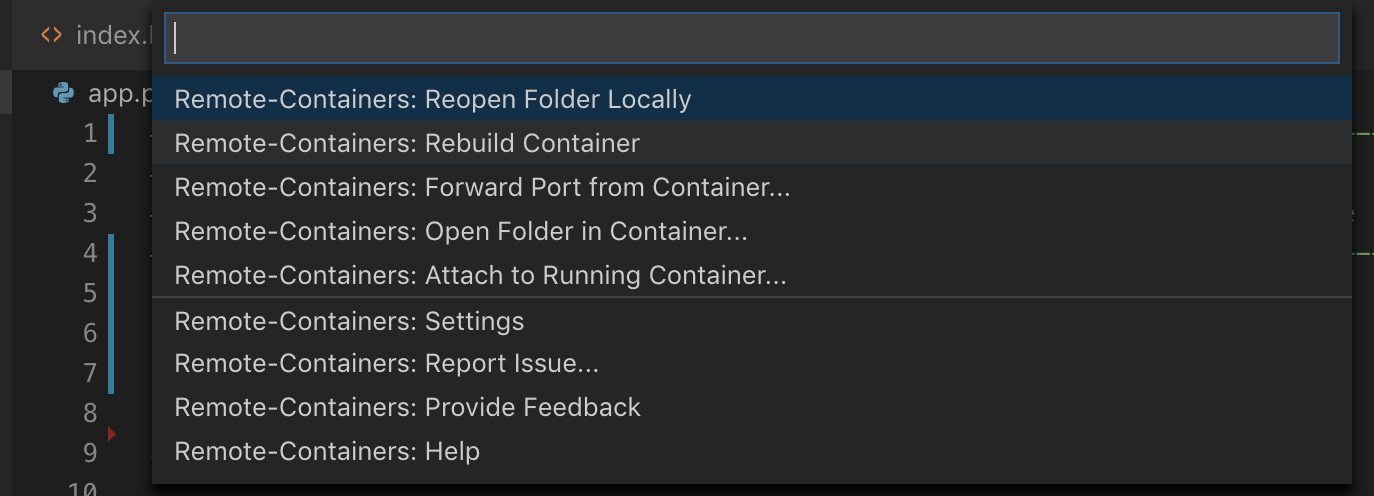 index.
app.p
Remote-Containers: Reopen Folder Locally
1
Remote-Containers: Rebuild Container
2
Remote-Containers: Forward Port from Container...
3
Remote-Containers: Open Folder in Container...
4
Remote-Containers: Attach to Running Container...
5
Remote-Containers: Settings
6
Remote-Containers: Report Issue...
7
Remote-Containers: Provide Feedback
8
Remote-Containers: Help
9
10